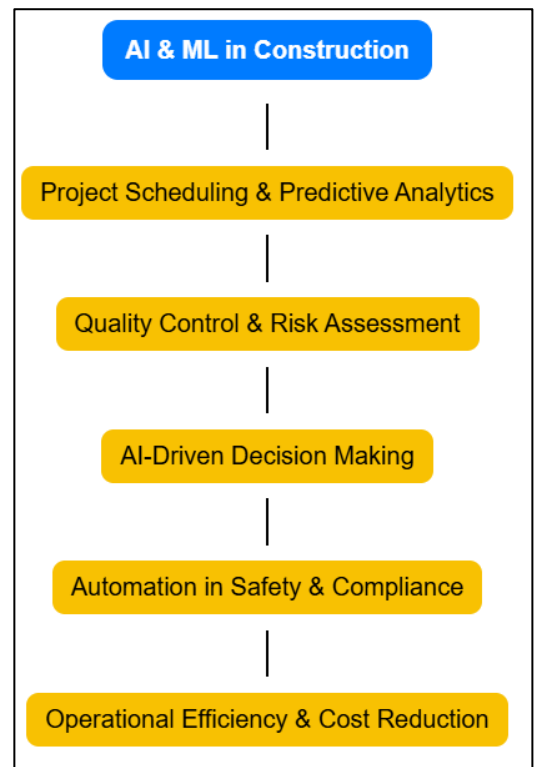 AI & ML in Construction
Project Scheduling & Predictive Analytics
Quality Control & Risk Assessment
AI-Driven Decision Making
Automation in Safety & Compliance
Operational Efficiency & Cost Reduction